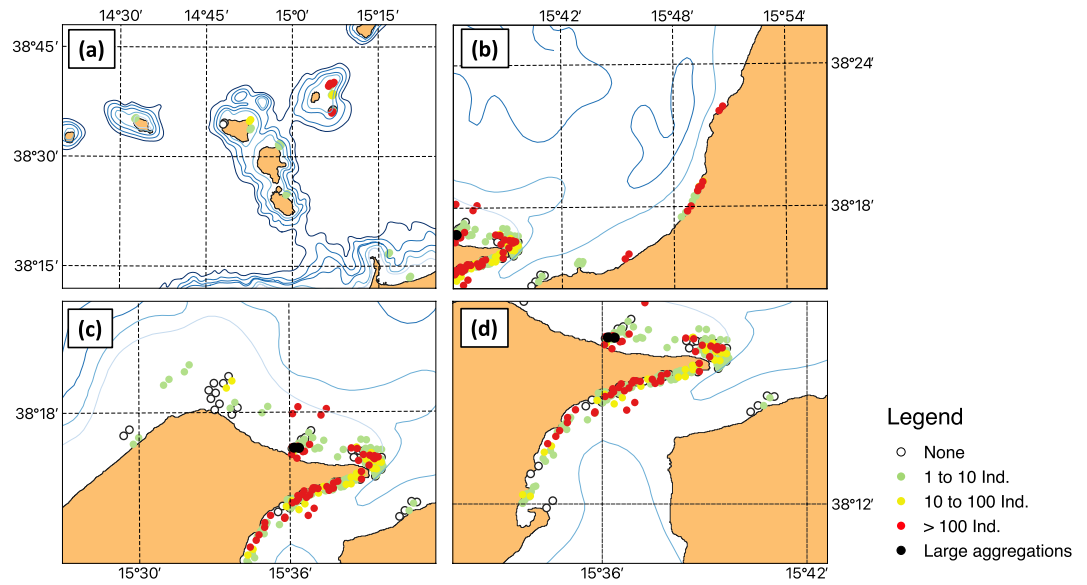 14°30′ 14°45′ 15°0′ 15°15′
15°42′ 15°48′ 15°54′
38°45′
(a)
38°30′
38°15′
(b)
38°24′
38°18′
(c)
38°18′
15°30′ 15°36′
(d)
38°12′
15°36′ 15°42′
Legend
None
1 to 10 Ind.
10 to 100 Ind.
> 100 Ind.
Large aggregations